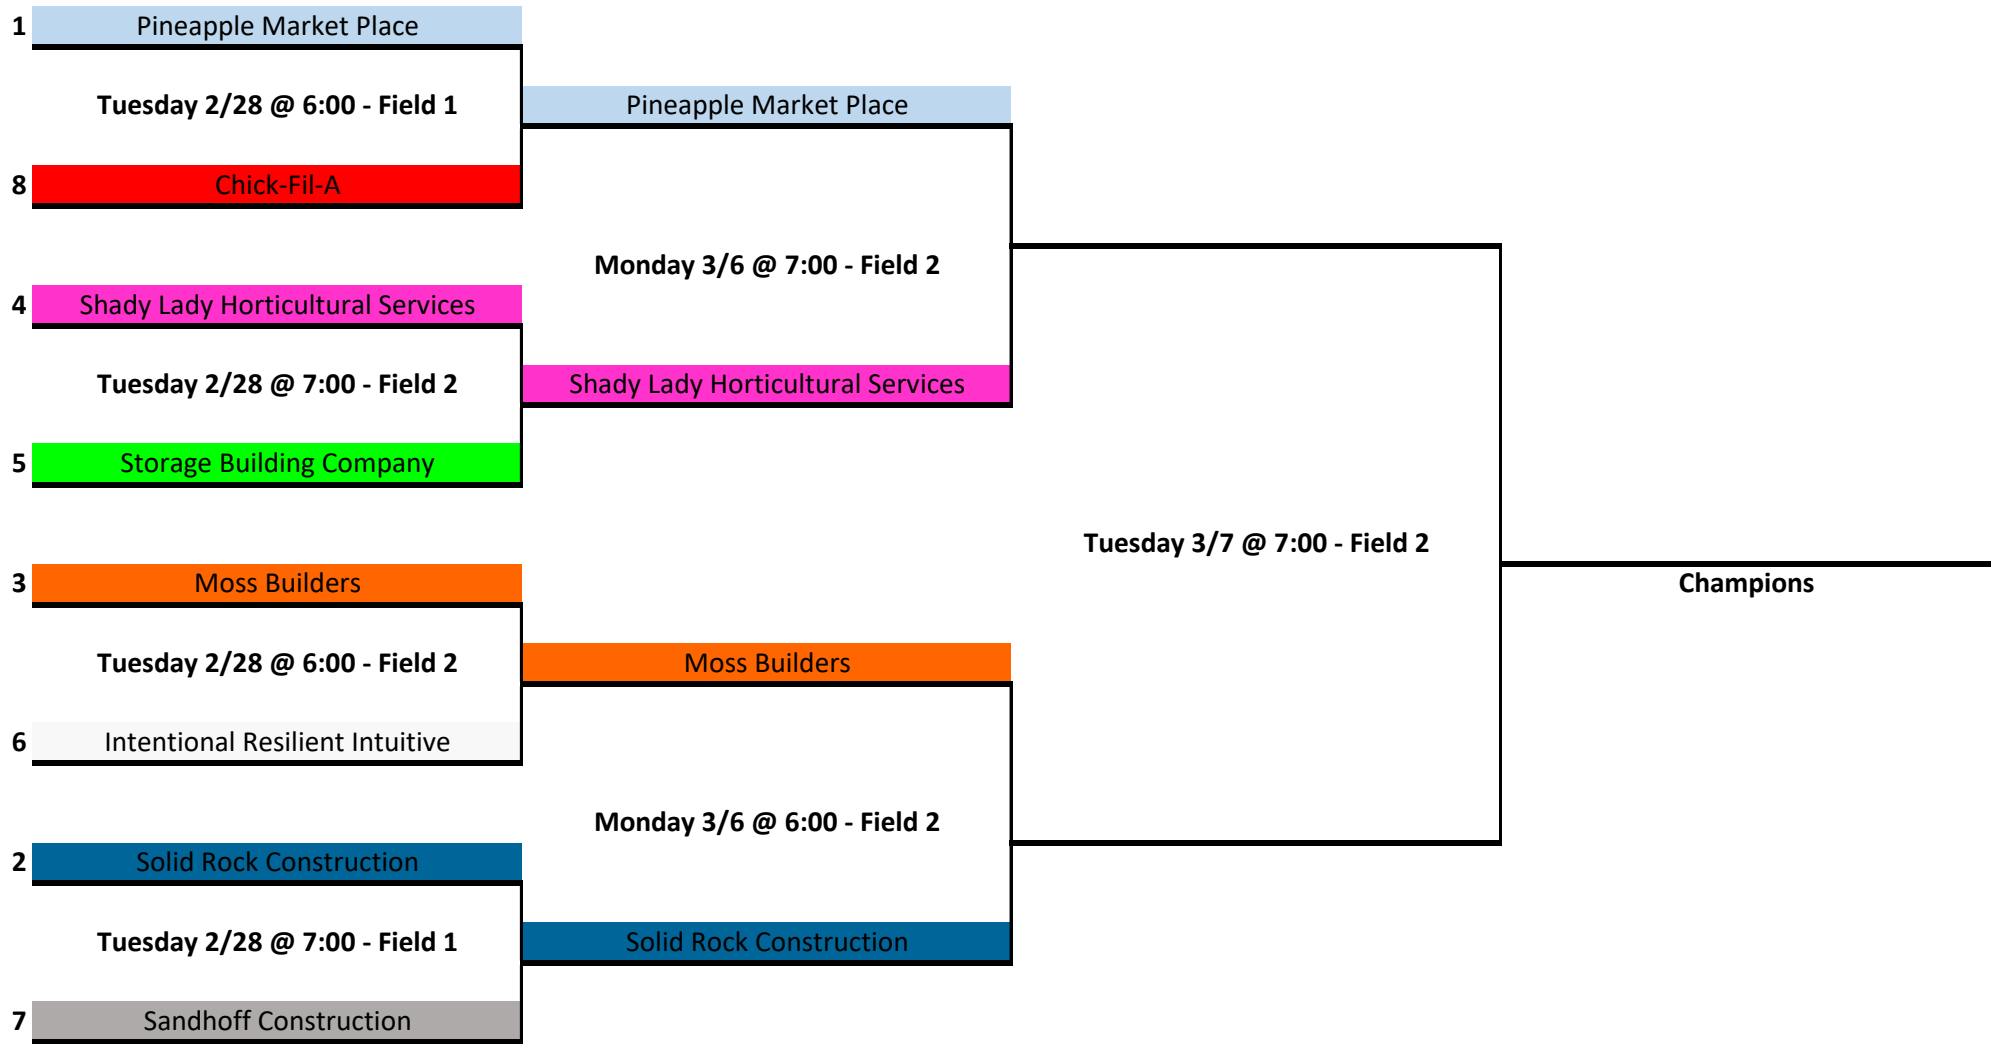 1 Pineapple Market Place
Tuesday 2/28 @ 6:00 - Field 1
Pineapple Market Place
8 Chick-Fil-A
Monday 3/6 @ 7:00 - Field 2
4 Shady Lady Horticultural Services
Tuesday 2/28 @ 7:00 - Field 2
Shady Lady Horticultural Services
5 Storage Building Company
Tuesday 3/7 @ 7:00 - Field 2
3 Moss Builders
Champions
Tuesday 2/28 @ 6:00 - Field 2
Moss Builders
6 Intentional Resilient Intuitive
Monday 3/6 @ 6:00 - Field 2
2 Solid Rock Construction
Tuesday 2/28 @ 7:00 - Field 1
Solid Rock Construction
7 Sandhoff Construction